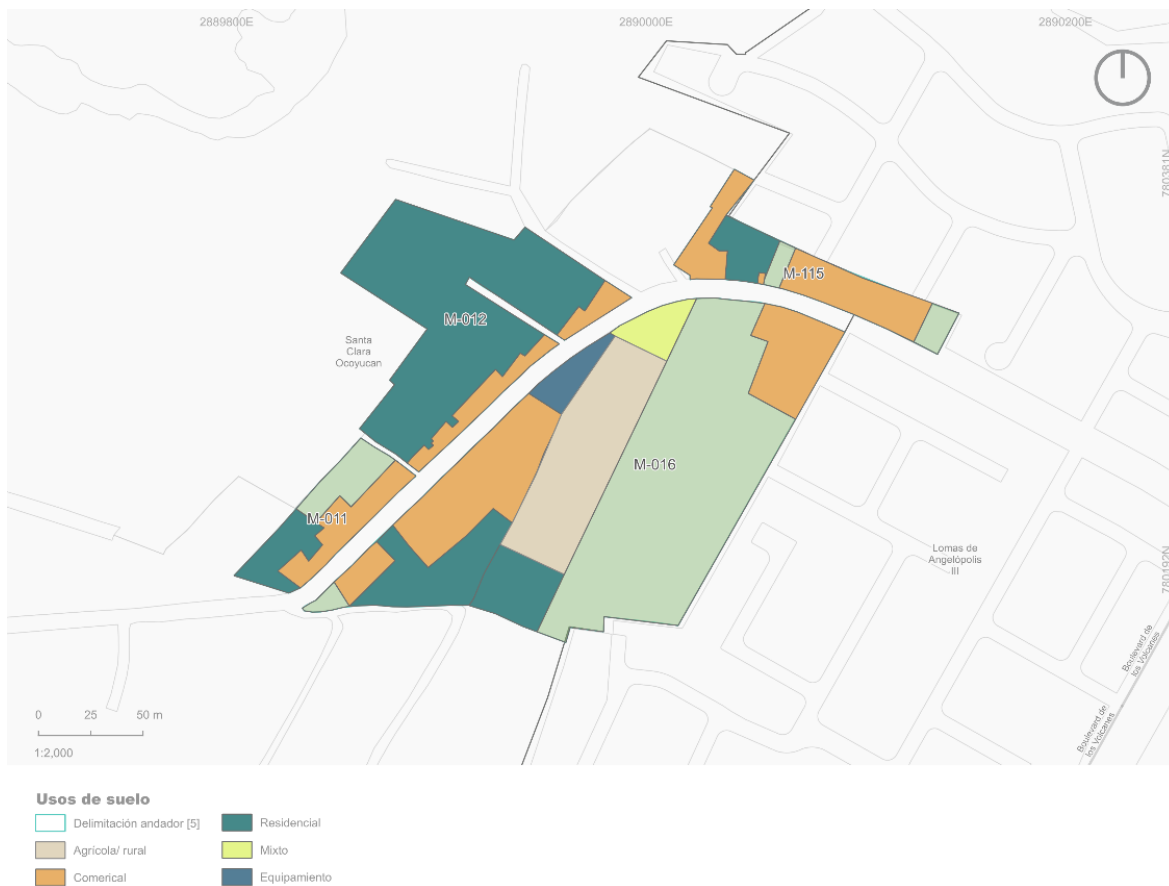 2889800E
2890000E
2890200E
780381N
M-115
M-012
Santa
Clara
Ocoyucan
M-016
M-011
Lomas de
Angelópolis
III
780192N
Boulevard de
los Volcanes
Boulevard de
los Volcanes
0 25 50 m
1:2,000
Usos de suelo
Delimitación andador [5]
Residencial
Agrícola/ rural
Mixto
Comerical
Equipamiento